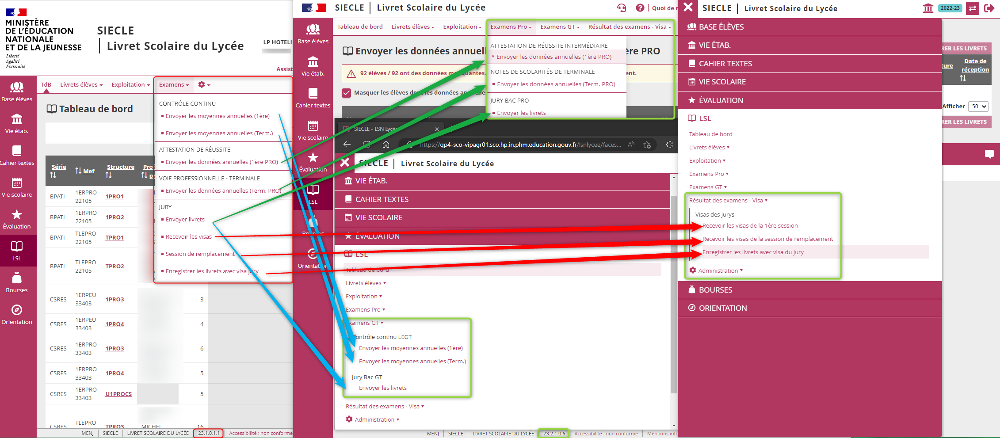 MINISTÈRE
DE L'ÉDUCATION
NATIONALE
ET DE LA JEUNESSE
Liberté
Égalité
Fraternité
SIECLE
Livret Scolaire du Lycée
LP HOTELI
Assist
TdB
Livrets élèves
Exploitation
Examens
Base élèves
Vie étab.
Cahier textes
Vie scolaire
Évaluation
LSL
Bourses
Orientation
Tableau de bord
CONTRÔLE CONTINU
Envoyer les moyennes annuelles (1ère)
Envoyer les moyennes annuelles (Term.)
ATTESTATION DE RÉUSSITE
Envoyer les données annuelles (1ère PRO)
VOIE PROFESSIONNELLE - TERMINALE
Envoyer les données annuelles (Term. PRO)
JURY
Envoyer livrets
Recevoir les visas
Session de remplacement
Enregistrer les livrets avec visa jury
Série Mef Structure
BPATI 1ERPRO 22105 1PRO1
BPATI 1ERPRO 22105 1PRO2
BPATI TLEPRO 22105 TPRO1
BPATI TLEPRO 22105 TPRO2
CSRES 1ERPEU 33403 1PRO3 3
CSRES 1ERPEU 33403 1PRO4 4
CSRES 1ERPRO 33403 1PRO3 6
CSRES 1ERPRO 33403 1PRO4 5
CSRES 1ERPRO 33403 U1PROCS 5
CSRES TLEPRO TPRO3 MICHEL 16
MENJ SIECLE LIVRET SCOLAIRE DU LYCÉE 23.1.0.1.1 Accessibilité : non conforme
SIECLE
Livret Scolaire du Lycée
Quoi de n
Tableau de bord
Livrets élèves
Exploitation
Examens Pro
Examens GT
Résultat des examens - Visa
Base élèves
Vie étab.
Cahier textes
Vie scolaire
Évaluation
LSL
Bourses
Orientation
Envoyer les données annuel
ère PRO
92 élèves / 92 ont des données manquantes.
ent.
Masquer les élèves dont les données annuelle
ATTESTATION DE RÉUSSITE INTERMÉDIAIRE
Envoyer les données annuelles (1ère PRO)
NOTES DE SCOLARITÉS DE TERMINALE
Envoyer les données annuelles (Term. PRO)
JURY BAC PRO
Envoyer les livrets
SIECLE - LSN Lycée
https://qp4-sco-vipagr01.sco.hp.in.phm.education.gouv.fr/lsnlycee/faces...
SIECLE
Livret Scolaire du Lycée
VIE ÉTAB.
CAHIER TEXTES
VIE SCOLAIRE
ÉVALUATION
LSL
Tableau de bord
Livrets élèves
Exploitation
Examens Pro
Examens GT
Contrôle continu LEGT
Envoyer les moyennes annuelles (1ère)
Envoyer les moyennes annuelles (Term.)
Jury Bac GT
Envoyer les livrets
Résultat des examens - Visa
Administration
MENJ SIECLE LIVRET SCOLAIRE DU LYCÉE 23.2.1.0.6 Accessibilité : non conforme Mentions info
SIECLE
Livret Scolaire du Lycée
2022-23
BASE ÉLÈVES
VIE ÉTAB.
CAHIER TEXTES
VIE SCOLAIRE
ÉVALUATION
LSL
Tableau de bord
Livrets élèves
Exploitation
Examens Pro
Examens GT
Résultat des examens - Visa
Visas des jurys
Recevoir les visas de la 1ère session
Recevoir les visas de la session de remplacement
Enregistrer les livrets avec visa du jury
Administration
BOURSES
ORIENTATION
RER LES LIVRETS
ture
Date de
réception
Afficher 50
RER LES LIVRETS